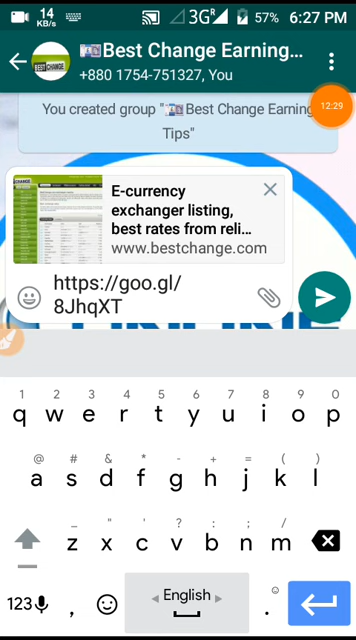 14 KB/s 3G R 57% 6:27 PM
Best Change Earning...
+880 1754-751327, You
12:29
You created group "Best Change Earning
Tips"
BESTCHANGE
E-currency
exchanger listing,
best rates from reli...
www.bestchange.com
https://goo.gl/
8JhqXT
1 2 3 4 5 6 7 8 9 0
q w e r t y u i o p
@ # & * - + = ( )
a s d f g h j k l
_ " ' ? : ; /
z x c v b n m
123 , English .